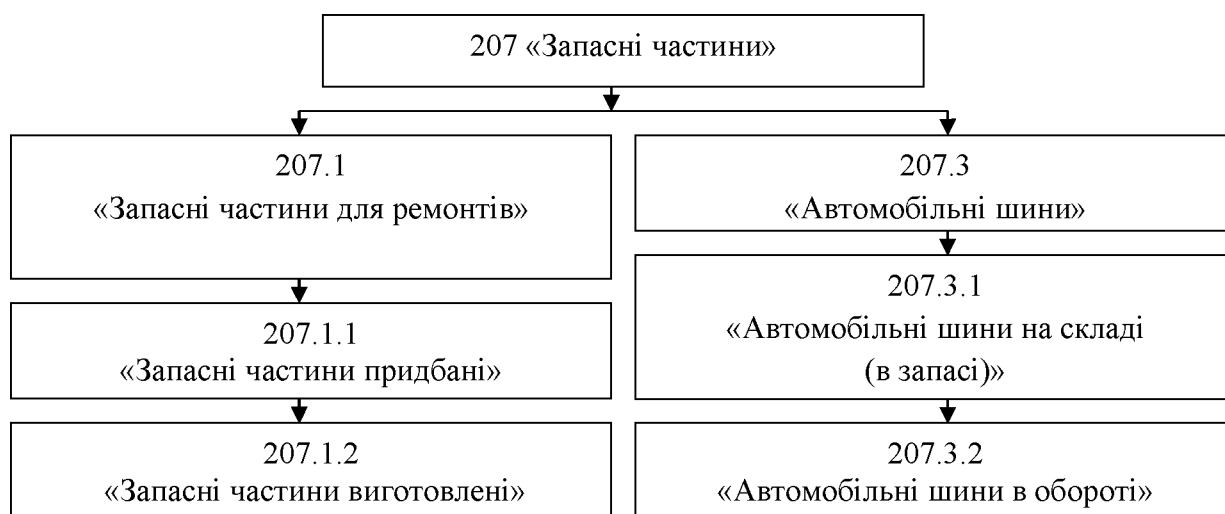 207 «Запасні частини»
207.1
«Запасні частини для ремонтів»
207.3
«Автомобільні шини»
207.1.1
«Запасні частини придбані»
207.3.1
«Автомобільні шини на складі
(в запасі)»
207.1.2
«Запасні частини виготовлені»
207.3.2
«Автомобільні шини в обороті»